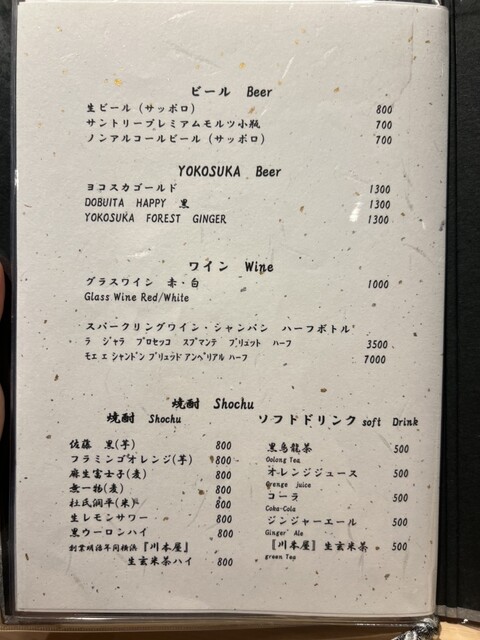 ビール Beer
生ビール (サッポロ) 800
サントリープレミアムモルツ小瓶 700
ノンアルコールビール (サッポロ) 700
YOKOSUKA Beer
ヨコスカゴールド 1300
DOBUITA HAPPY 黒 1300
YOKOSUKA FOREST GINGER 1300
ワイン Wine
グラスワイン 赤・白 1000
Glass Wine Red/White
スパークリングワイン・シャンパン ハーフボトル
ラ ジャラ プロセッコ スプマンテ ブリュット ハーフ 3500
モエ エ シャンドン ブリュッド アンペリアル ハーフ 7000
焼酎 Shochu
焼酎 Shochu
佐藤 黒(芋) 800
フラミンゴオレンジ(芋) 800
麻生富士子(麦) 800
無一物(麦) 800
杜氏潤平(米) 800
生レモンサワー 800
黒ウーロンハイ 800
創業明治年間横浜『川本屋』
生玄米茶ハイ 800
ソフトドリンク soft Drink
黒烏龍茶 500
Oolong Tea
オレンジジュース 500
Orenge juice
コーラ 500
Coka-Cola
ジンジャーエール 500
Ginger Ale
『川本屋』生玄米茶 500
green Tea